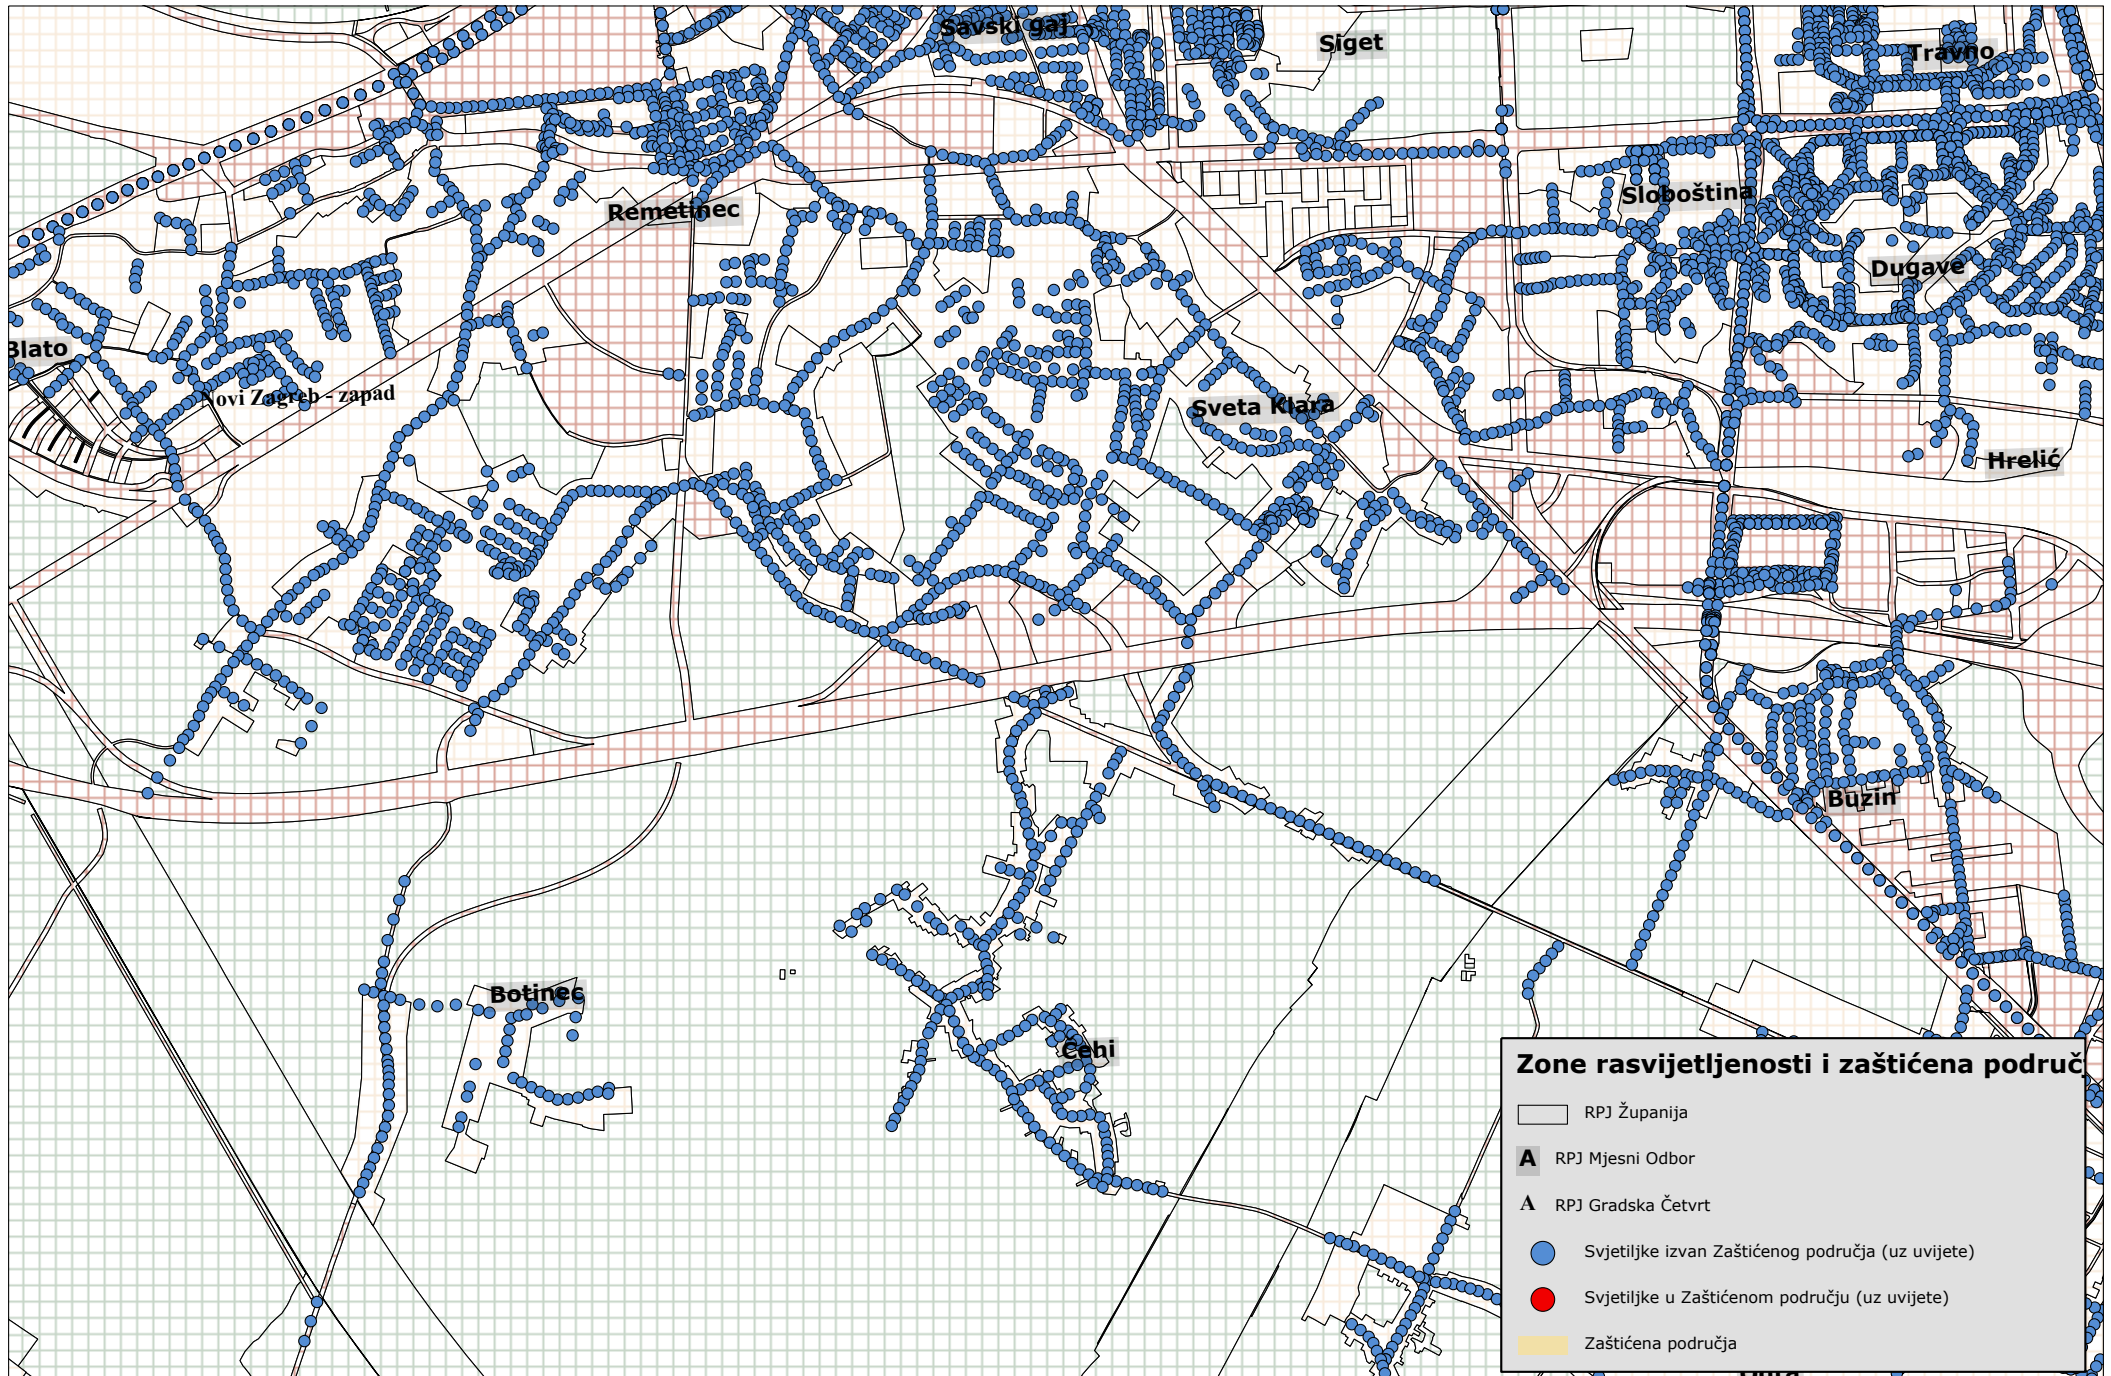 Savski gaj
Siget
Travno
Remetinec
Sloboština
Dugave
Blato
Novi Zagreb - zapad
Sveta Klara
Hrelić
Buzin
Botinec
Čehi
Zone rasvijetljenosti i zaštićena područj
RPJ Županija
A RPJ Mjesni Odbor
A RPJ Gradska Četvrt
Svjetiljke izvan Zaštićenog područja (uz uvijete)
Svjetiljke u Zaštićenom području (uz uvijete)
Zaštićena područja